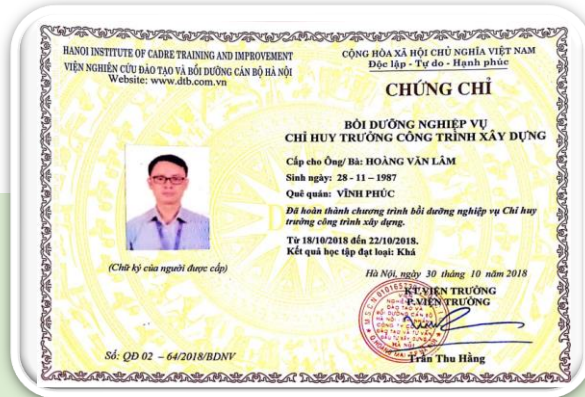 HANOI INSTITUTE OF CADRE TRAINING AND IMPROVEMENT
VIỆN NGHIÊN CỨU ĐÀO TẠO VÀ BỒI DƯỠNG CÁN BỘ HÀ NỘI
Website: www.dtb.com.vn
(Chữ ký của người được cấp)
Số: QĐ 02 – 64/2018/BDNV
CỘNG HÒA XÃ HỘI CHỦ NGHĨA VIỆT NAM
Độc lập - Tự do - Hạnh phúc
CHỨNG CHỈ
BỒI DƯỠNG NGHIỆP VỤ
CHỈ HUY TRƯỞNG CÔNG TRÌNH XÂY DỰNG
Cấp cho Ông/ Bà: HOÀNG VĂN LÂM
Sinh ngày: 28 - 11 – 1987
Quê quán: VĨNH PHÚC
Đã hoàn thành chương trình bồi dưỡng nghiệp vụ Chỉ huy
trưởng công trình xây dựng.
Từ 18/10/2018 đến 22/10/2018.
Kết quả học tập đạt loại: Khá
Hà Nội, ngày 30 tháng 10 năm 2018
KT.VIỆN TRƯỞNG
P.VIỆN TRƯỞNG
Trần Thu Hằng